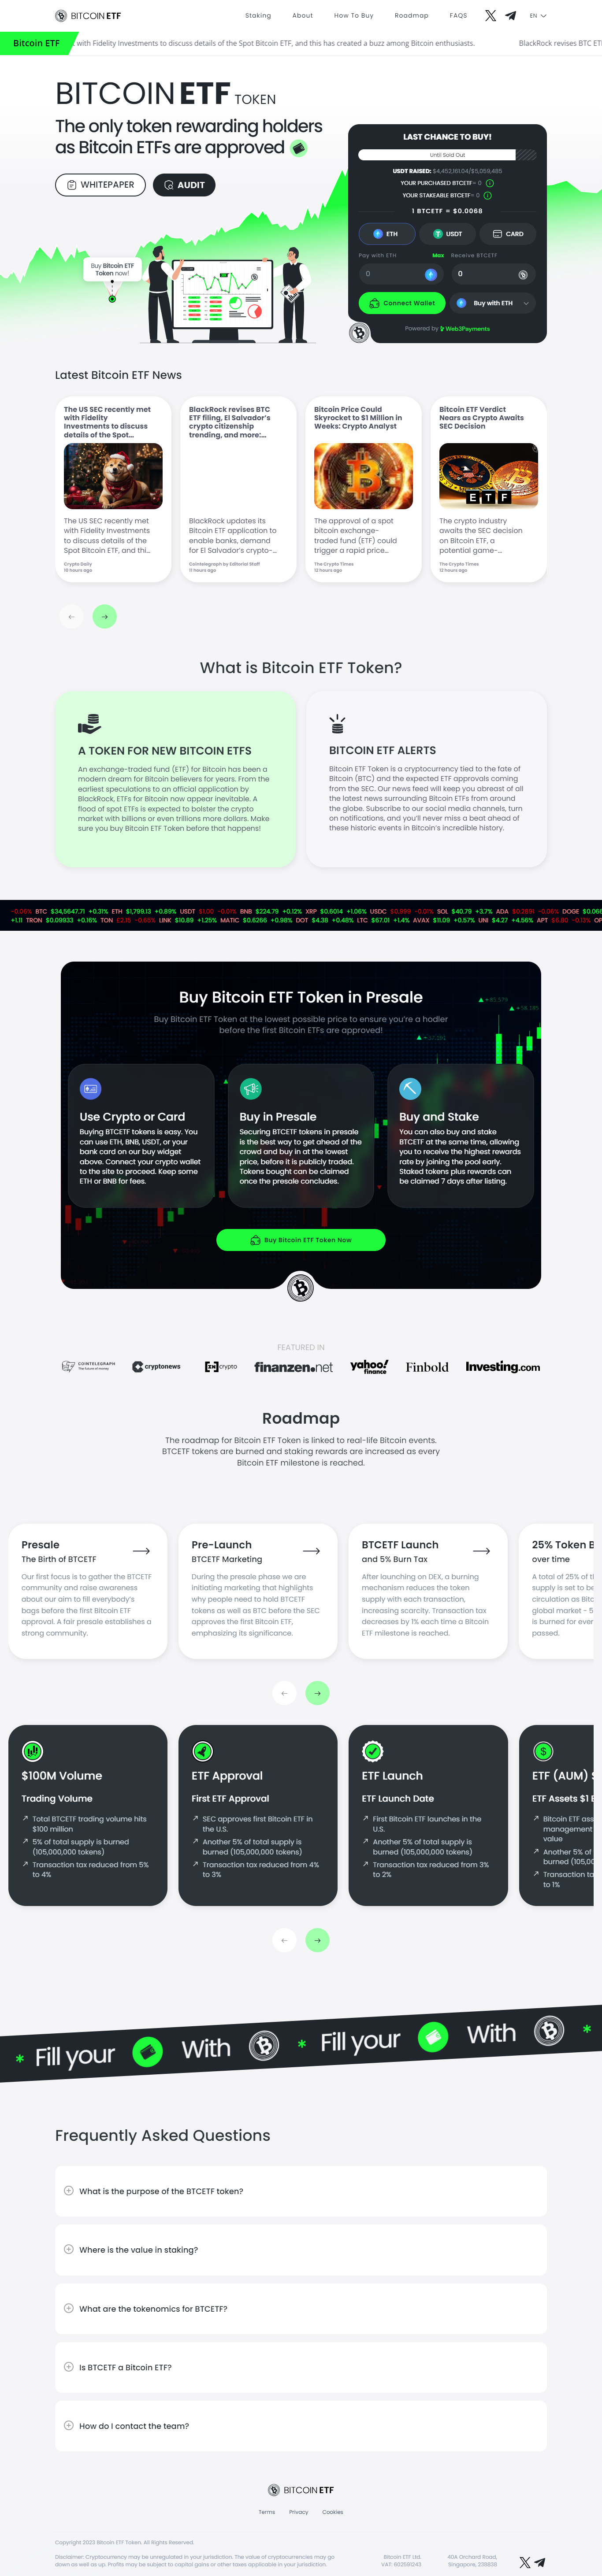 BITCOIN ETF
Staking About How To Buy Roadmap FAQS EN
Bitcoin ETF
with Fidelity Investments to discuss details of the Spot Bitcoin ETF, and this has created a buzz among Bitcoin enthusiasts. BlackRock revises BTC ET
BITCOIN ETF TOKEN
The only token rewarding holders
as Bitcoin ETFs are approved
WHITEPAPER AUDIT
Buy Bitcoin ETF
Token now!
LAST CHANCE TO BUY!
Until Sold Out
USDT RAISED: $4,452,161.04/$5,059,485
YOUR PURCHASED BTCETF= 0
YOUR STAKEABLE BTCETF= 0
1 BTCETF = $0.0068
ETH USDT CARD
Pay with ETH Max Receive BTCETF
0 0
Connect Wallet Buy with ETH
Powered by Web3Payments
Latest Bitcoin ETF News
The US SEC recently met
with Fidelity
Investments to discuss
details of the Spot...
The US SEC recently met
with Fidelity Investments
to discuss details of the
Spot Bitcoin ETF, and thi...
Crypto Daily
10 hours ago
BlackRock revises BTC
ETF filing, El Salvador's
crypto citizenship
trending, and more:...
BlackRock updates its
Bitcoin ETF application to
enable banks, demand
for El Salvador's crypto-...
Cointelegraph by Editorial Staff
11 hours ago
Bitcoin Price Could
Skyrocket to $1 Million in
Weeks: Crypto Analyst
The approval of a spot
bitcoin exchange-
traded fund (ETF) could
trigger a rapid price...
The Crypto Times
12 hours ago
Bitcoin ETF Verdict
Nears as Crypto Awaits
SEC Decision
ETF
The crypto industry
awaits the SEC decision
on Bitcoin ETF, a
potential game-...
The Crypto Times
12 hours ago
What is Bitcoin ETF Token?
A TOKEN FOR NEW BITCOIN ETFS
An exchange-traded fund (ETF) for Bitcoin has been a
modern dream for Bitcoin believers for years. From the
earliest speculations to an official application by
BlackRock, ETFs for Bitcoin now appear inevitable. A
flood of spot ETFs is expected to bolster the crypto
market with billions or even trillions more dollars. Make
sure you buy Bitcoin ETF Token before that happens!
BITCOIN ETF ALERTS
Bitcoin ETF Token is a cryptocurrency tied to the fate of
Bitcoin (BTC) and the expected ETF approvals coming
from the SEC. Our news feed will keep you abreast of all
the latest news surrounding Bitcoin ETFs from around
the globe. Subscribe to our social media channels, turn
on notifications, and you'll never miss a beat ahead of
these historic events in Bitcoin's incredible history.
-0.06% BTC $34,5647.71 +0.31% ETH $1,799.13 +0.89% USDT $1.00 -0.01% BNB $224.79 +0.12% XRP $0.6014 +1.06% USDC $0.999 -0.01% SOL $40.79 +3.7% ADA $0.2891 -0.06% DOGE $0.066
+1.11 TRON $0.09933 +0.16% TON -0.65% LINK $10.89 +1.25% MATIC $0.6266 +0.98% DOT $4.38 +0.48% LTC $67.01 +1.4% AVAX $11.09 +0.57% UNI $4.27 +4.56% APT -0.13% OP
Buy Bitcoin ETF Token in Presale
Buy Bitcoin ETF Token at the lowest possible price to ensure you're a hodler
before the first Bitcoin ETFs are approved!
Use Crypto or Card
Buying BTCETF tokens is easy. You
can use ETH, BNB, USDT, or your
bank card on our buy widget
above. Connect your crypto wallet
to the site to proceed. Keep some
ETH or BNB for fees.
Buy in Presale
Securing BTCETF tokens in presale
is the best way to get ahead of the
crowd and buy in at the lowest
price, before it is publicly traded.
Tokens bought can be claimed
once the presale concludes.
Buy and Stake
You can also buy and stake
BTCETF at the same time, allowing
you to receive the highest rewards
rate by joining the pool early.
Staked tokens plus rewards can
be claimed 7 days after listing.
Buy Bitcoin ETF Token Now
FEATURED IN
COINTELEGRAPH
The future of money
cryptonews
crypto
finanzen.net
yahoo!
finance
Finbold
Investing.com
Roadmap
The roadmap for Bitcoin ETF Token is linked to real-life Bitcoin events.
BTCETF tokens are burned and staking rewards are increased as every
Bitcoin ETF milestone is reached.
Presale
The Birth of BTCETF
Our first focus is to gather the BTCETF
community and raise awareness
about our aim to fill everybody's
bags before the first Bitcoin ETF
approval. A fair presale establishes a
strong community.
Pre-Launch
BTCETF Marketing
During the presale phase we are
initiating marketing that highlights
why people need to hold BTCETF
tokens as well as BTC before the SEC
approves the first Bitcoin ETF,
emphasizing its significance.
BTCETF Launch
and 5% Burn Tax
After launching on DEX, a burning
mechanism reduces the token
supply with each transaction,
increasing scarcity. Transaction tax
decreases by 1% each time a Bitcoin
ETF milestone is reached.
25% Token B
over time
A total of 25% of th
supply is set to be
circulation as Bitc
global market - 5
is burned for ever
passed.
$100M Volume
Trading Volume
Total BTCETF trading volume hits
$100 million
5% of total supply is burned
(105,000,000 tokens)
Transaction tax reduced from 5%
to 4%
ETF Approval
First ETF Approval
SEC approves first Bitcoin ETF in
the U.S.
Another 5% of total supply is
burned (105,000,000 tokens)
Transaction tax reduced from 4%
to 3%
ETF Launch
ETF Launch Date
First Bitcoin ETF launches in the
U.S.
Another 5% of total supply is
burned (105,000,000 tokens)
Transaction tax reduced from 3%
to 2%
ETF (AUM) $
ETF Assets $1 B
Bitcoin ETF ass
management
value
Another 5% of
burned (105,00
Transaction ta
to 1%
* Fill your With * Fill your With *
Frequently Asked Questions
What is the purpose of the BTCETF token?
Where is the value in staking?
What are the tokenomics for BTCETF?
Is BTCETF a Bitcoin ETF?
How do I contact the team?
BITCOIN ETF
Terms Privacy Cookies
Copyright 2023 Bitcoin ETF Token. All Rights Reserved.
Disclaimer: Cryptocurrency may be unregulated in your jurisdiction. The value of cryptocurrencies may go
down as well as up. Profits may be subject to capital gains or other taxes applicable in your jurisdiction.
Bitcoin ETF Ltd.
VAT: 602591243
40A Orchard Road,
Singapore, 238838